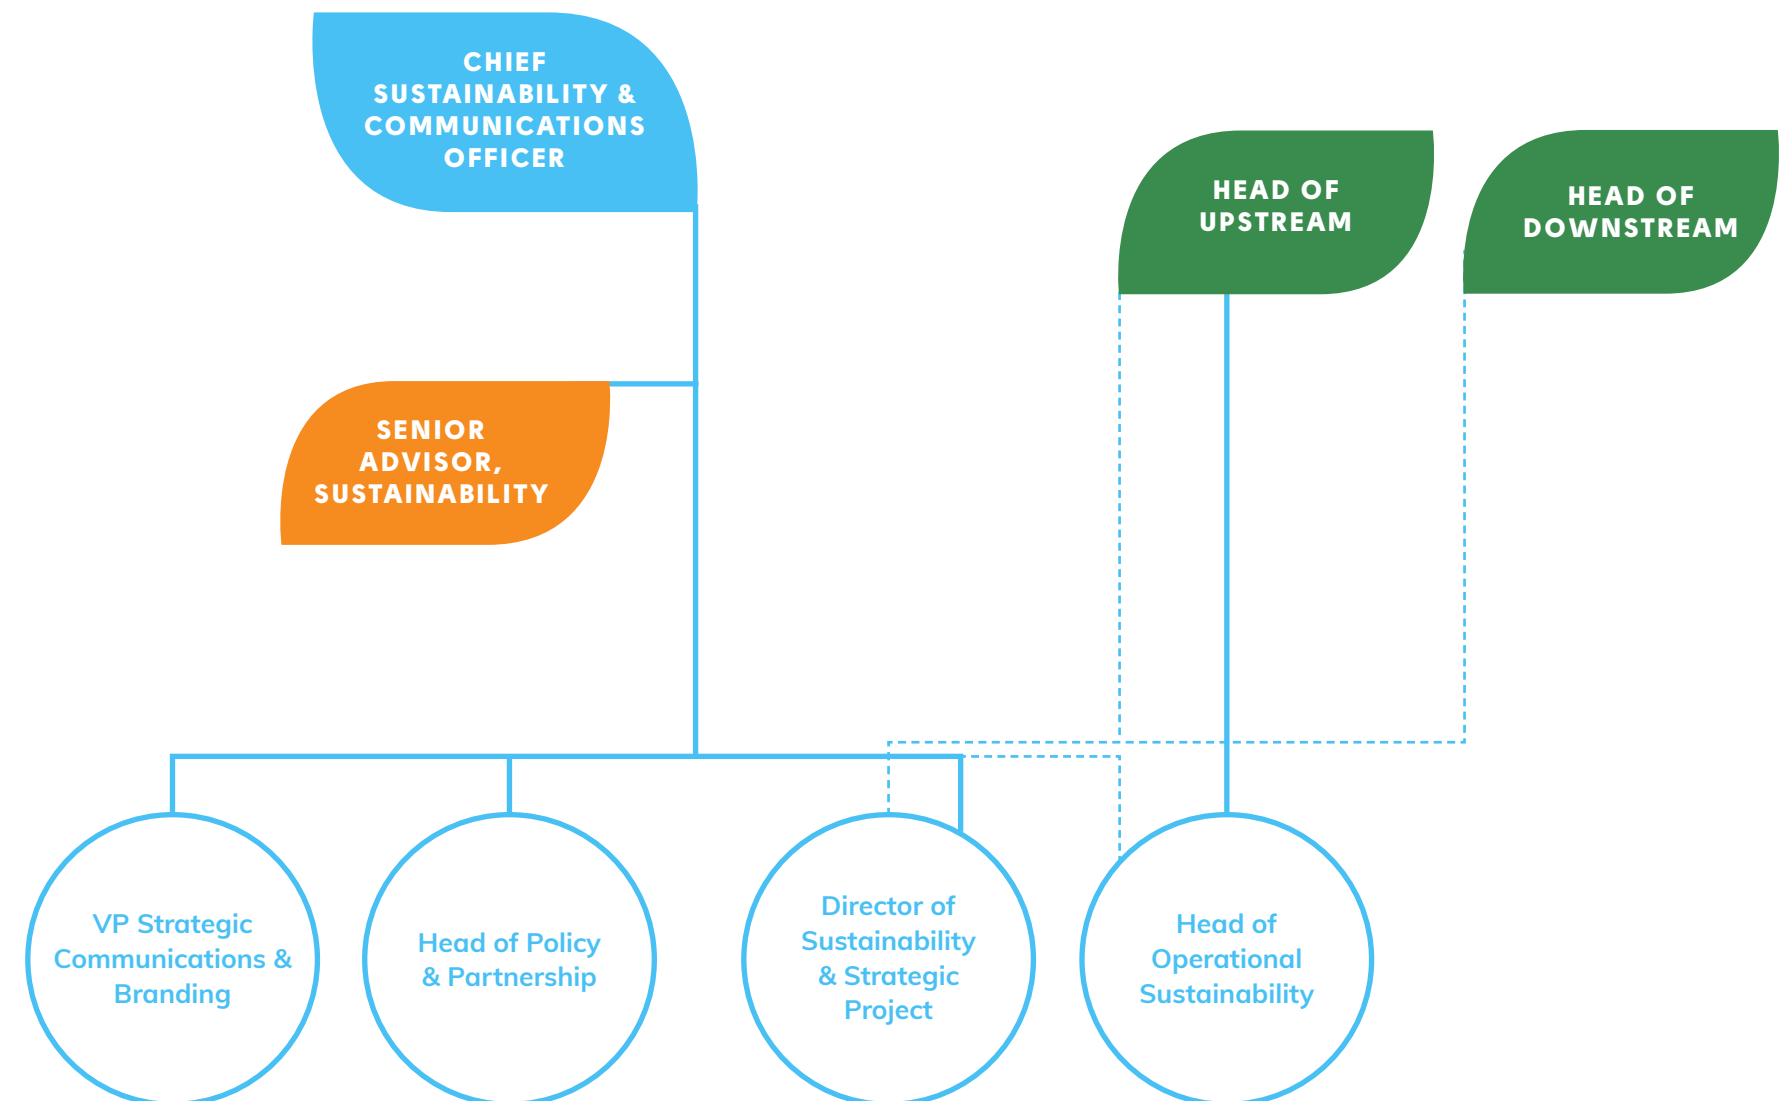 CHIEF
SUSTAINABILITY &
COMMUNICATIONS
OFFICER
HEAD OF
UPSTREAM
HEAD OF
DOWNSTREAM
SENIOR
ADVISOR,
SUSTAINABILITY
VP Strategic
Communications &
Branding
Head of Policy
& Partnership
Director of
Sustainability
& Strategic
Project
Head of
Operational
Sustainability